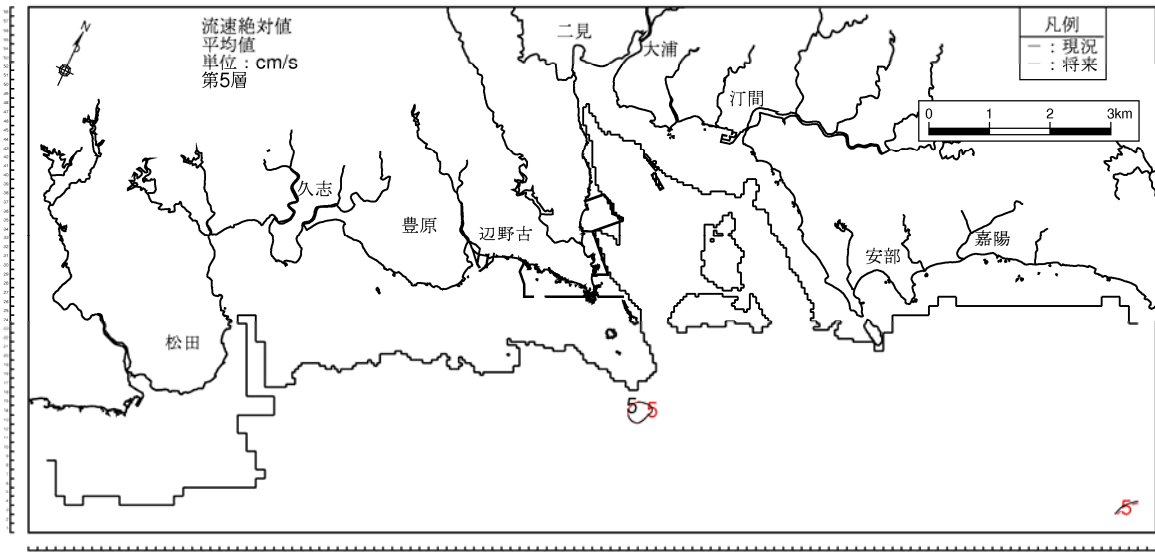 流速絶対値
平均値
単位：cm/s
第5層
N
二見
大浦
汀間
凡例
－：現況
－：将来
0 1 2 3km
久志
豊原
辺野古
安部
嘉陽
松田
5 5
5